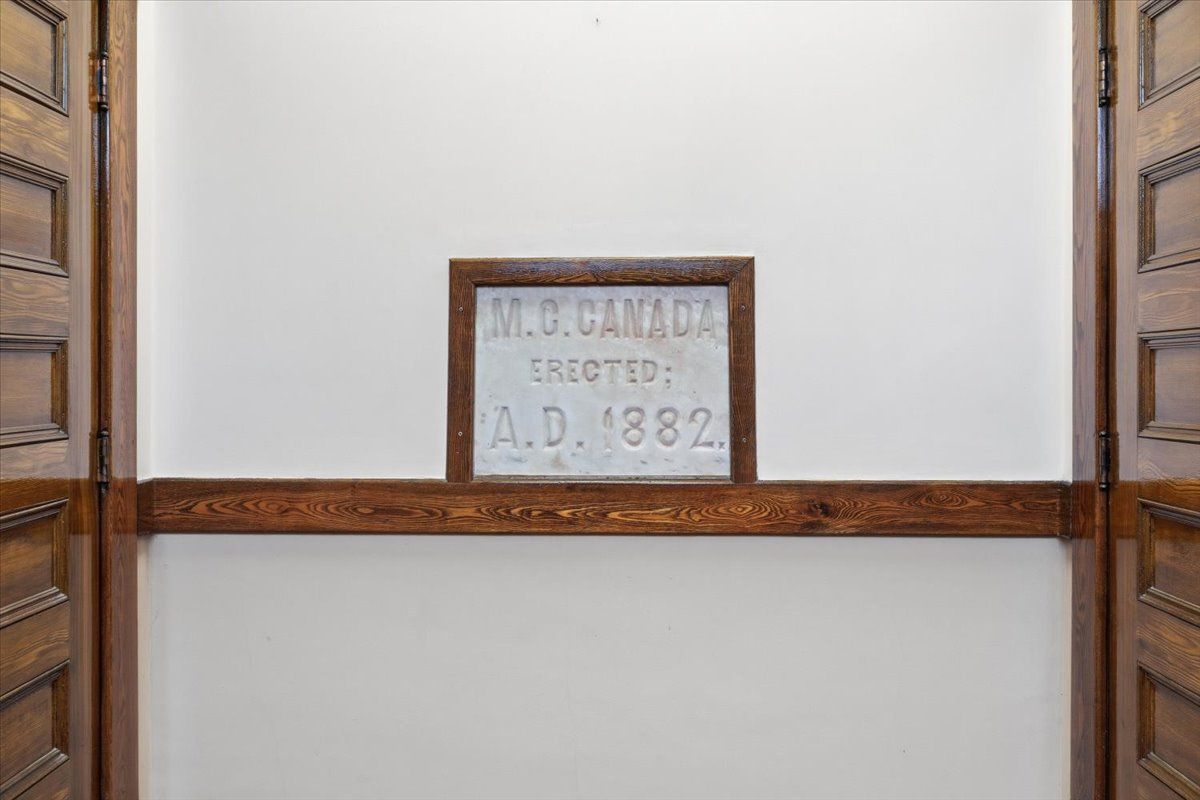 M.C.CANADA
ERECTED;
A.D. 1882.